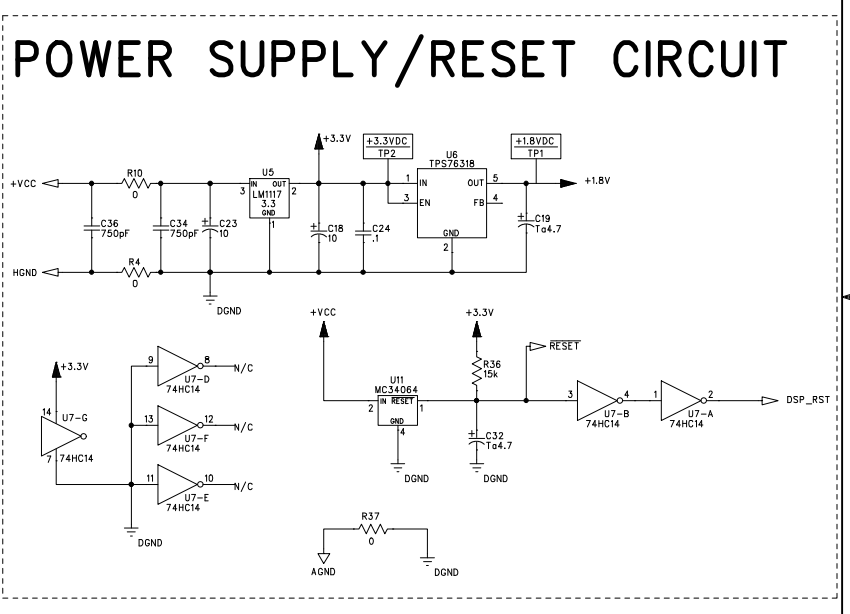 POWER SUPPLY/RESET CIRCUIT
+3.3V
+3.3VDC
TP2
U6
TPS76318
+1.8VDC
TP1
+VCC
R10
0
U5
3 IN OUT 2
LM1117
3.3
GND
1
1 IN OUT 5
3 EN FB 4
GND
2
+1.8V
C36
750pF
C34
750pF
C23
10
C18
10
C24
.1
C19
Ta4.7
HGND
R4
0
DGND
+VCC
+3.3V
RESET
R36
15k
U11
MC34064
2 IN RESET 1
GND
4
C32
Ta4.7
DGND
DGND
3 4
U7-B
74HC14
1 2
U7-A
74HC14
DSP_RST
+3.3V
14 U7-G
7 74HC14
9 8 N/C
U7-D
74HC14
13 12 N/C
U7-F
74HC14
11 10 N/C
U7-E
74HC14
DGND
R37
0
AGND
DGND